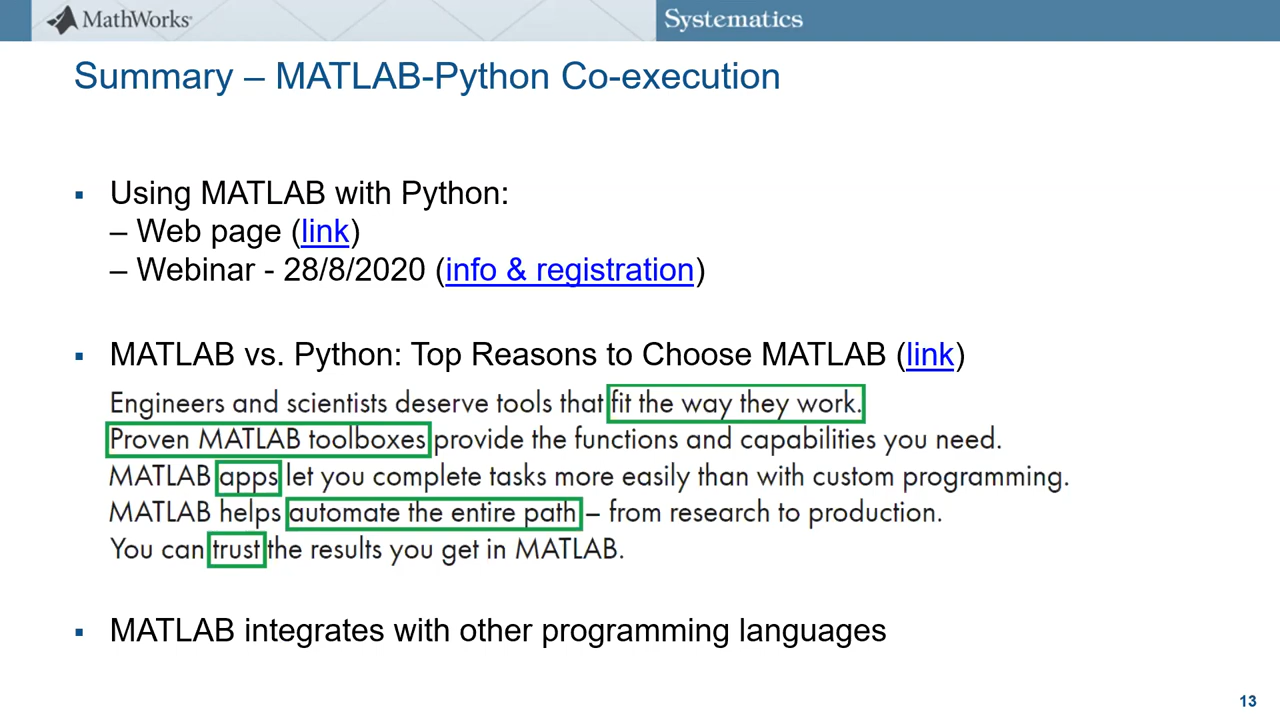 MathWorks®
Systematics
Summary – MATLAB-Python Co-execution
▪ Using MATLAB with Python:
– Web page (link)
– Webinar - 28/8/2020 (info & registration)
▪ MATLAB vs. Python: Top Reasons to Choose MATLAB (link)
Engineers and scientists deserve tools that fit the way they work.
Proven MATLAB toolboxes provide the functions and capabilities you need.
MATLAB apps let you complete tasks more easily than with custom programming.
MATLAB helps automate the entire path – from research to production.
You can trust the results you get in MATLAB.
▪ MATLAB integrates with other programming languages
13